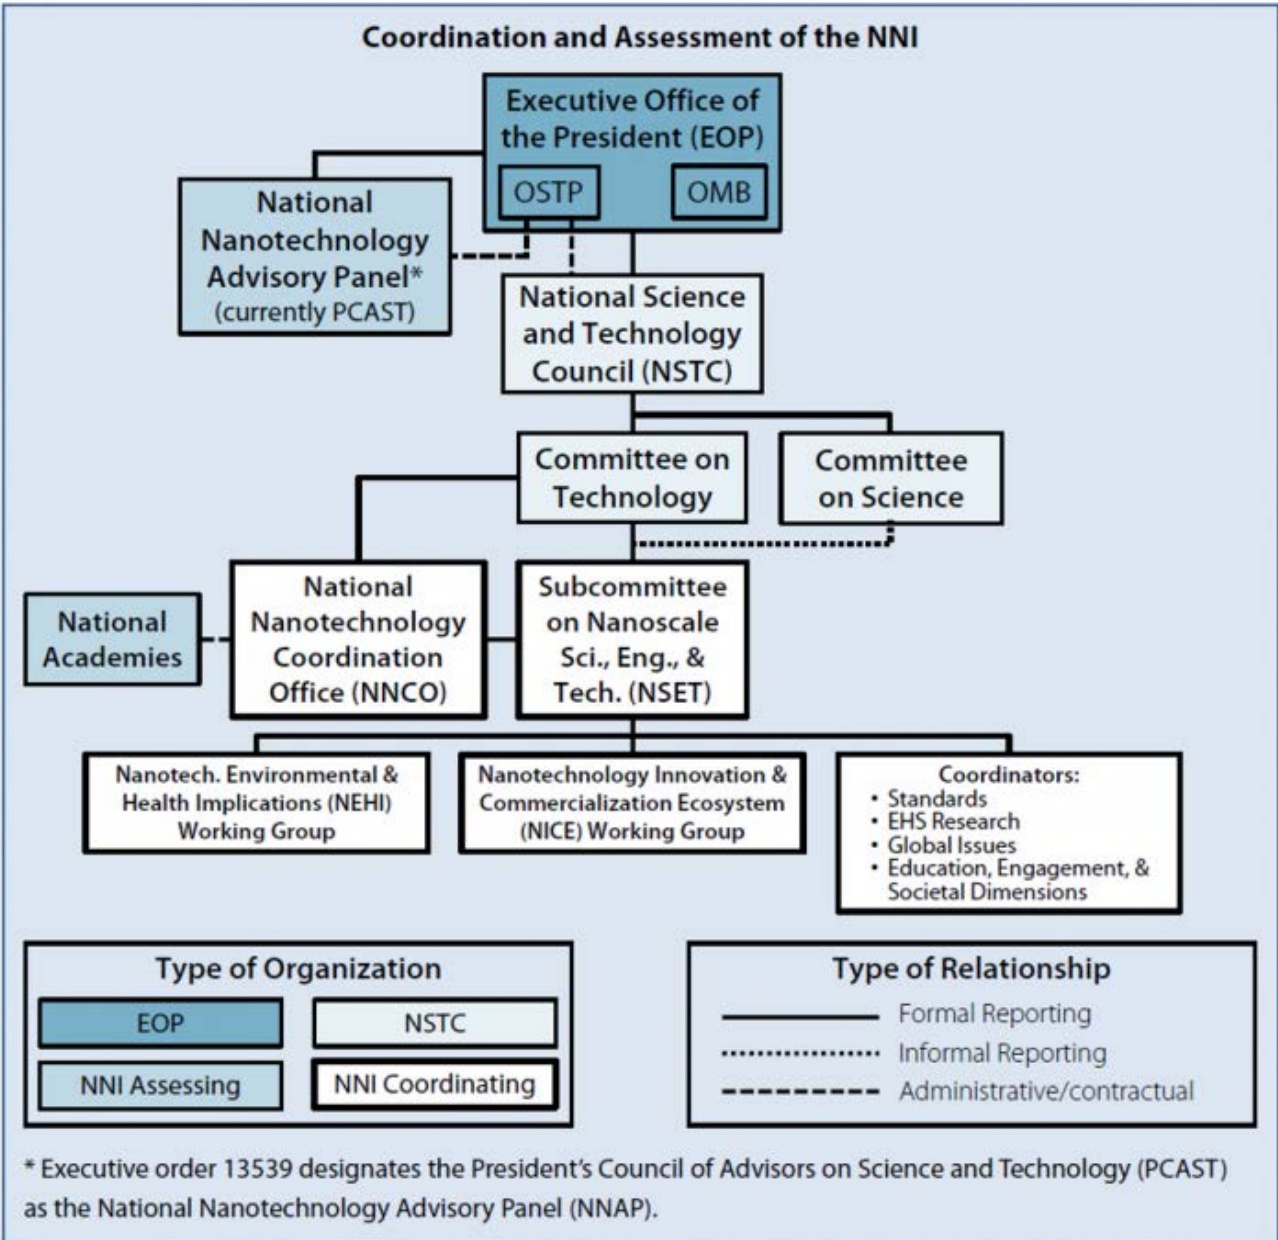 Coordination and Assessment of the NNI
Executive Office of
the President (EOP)
OSTP
OMB
National
Nanotechnology
Advisory Panel*
(currently PCAST)
National Science
and Technology
Council (NSTC)
Committee on
Technology
Committee
on Science
National
Academies
National
Nanotechnology
Coordination
Office (NNCO)
Subcommittee
on Nanoscale
Sci., Eng., &
Tech. (NSET)
Nanotech. Environmental &
Health Implications (NEHI)
Working Group
Nanotechnology Innovation &
Commercialization Ecosystem
(NICE) Working Group
Coordinators:
• Standards
• EHS Research
• Global Issues
• Education, Engagement, &
Societal Dimensions
Type of Organization
EOP
NSTC
NNI Assessing
NNI Coordinating
Type of Relationship
Formal Reporting
Informal Reporting
Administrative/contractual
* Executive order 13539 designates the President's Council of Advisors on Science and Technology (PCAST)
as the National Nanotechnology Advisory Panel (NNAP).